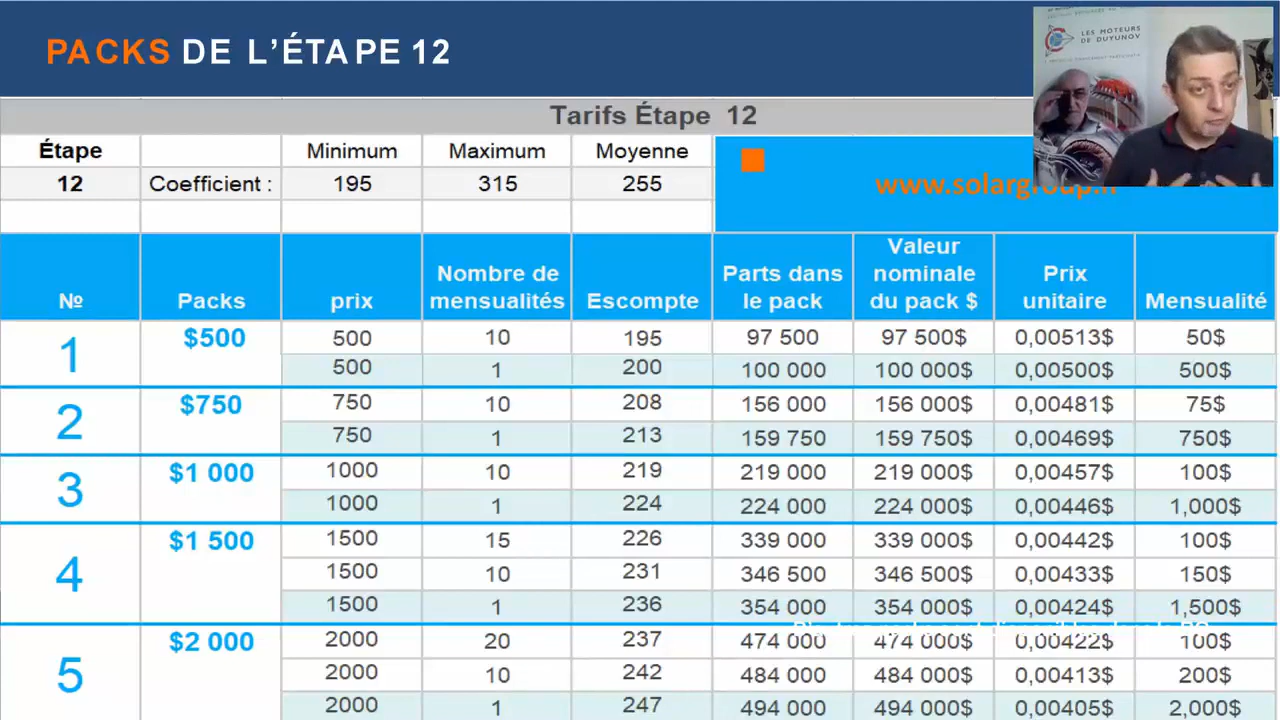 PACKS DE L'ÉTAPE 12
LES MOTEURS
DE DUYUNOV
Tarifs Étape 12
Étape Minimum Maximum Moyenne
12 Coefficient : 195 315 255
www.solargroup.
№ Packs prix Nombre de mensualités Escompte Parts dans le pack Valeur nominale du pack $ Prix unitaire Mensualité
1 $500 500 10 195 97 500 97 500$ 0,00513$ 50$
500 1 200 100 000 100 000$ 0,00500$ 500$
2 $750 750 10 208 156 000 156 000$ 0,00481$ 75$
750 1 213 159 750 159 750$ 0,00469$ 750$
3 $1 000 1000 10 219 219 000 219 000$ 0,00457$ 100$
1000 1 224 224 000 224 000$ 0,00446$ 1,000$
4 $1 500 1500 15 226 339 000 339 000$ 0,00442$ 100$
1500 10 231 346 500 346 500$ 0,00433$ 150$
1500 1 236 354 000 354 000$ 0,00424$ 1,500$
5 $2 000 2000 20 237 474 000 474 000$ 0,00422$ 100$
2000 10 242 484 000 484 000$ 0,00413$ 200$
2000 1 247 494 000 494 000$ 0,00405$ 2,000$